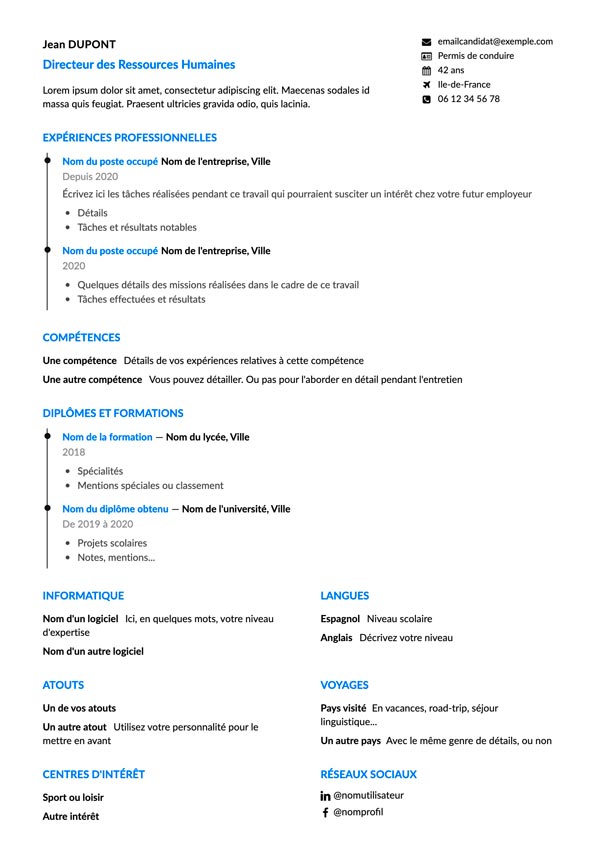 Jean DUPONT
Directeur des Ressources Humaines
Lorem ipsum dolor sit amet, consectetur adipiscing elit. Maecenas sodales id
massa quis feugiat. Praesent ultricies gravida odio, quis lacinia.
emailcandidat@exemple.com
Permis de conduire
42 ans
Ile-de-France
06 12 34 56 78
EXPÉRIENCES PROFESSIONNELLES
Nom du poste occupé Nom de l'entreprise, Ville
Depuis 2020
Écrivez ici les tâches réalisées pendant ce travail qui pourraient susciter un intérêt chez votre futur employeur
Détails
Tâches et résultats notables
Nom du poste occupé Nom de l'entreprise, Ville
2020
Quelques détails des missions réalisées dans le cadre de ce travail
Tâches effectuées et résultats
COMPÉTENCES
Une compétence Détails de vos expériences relatives à cette compétence
Une autre compétence Vous pouvez détailler. Ou pas pour l'aborder en détail pendant l'entretien
DIPLÔMES ET FORMATIONS
Nom de la formation — Nom du lycée, Ville
2018
Spécialités
Mentions spéciales ou classement
Nom du diplôme obtenu — Nom de l'université, Ville
De 2019 à 2020
Projets scolaires
Notes, mentions...
INFORMATIQUE
Nom d'un logiciel Ici, en quelques mots, votre niveau
d'expertise
Nom d'un autre logiciel
LANGUES
Espagnol Niveau scolaire
Anglais Décrivez votre niveau
ATOUTS
Un de vos atouts
Un autre atout Utilisez votre personnalité pour le
mettre en avant
VOYAGES
Pays visité En vacances, road-trip, séjour
linguistique...
Un autre pays Avec le même genre de détails, ou non
CENTRES D'INTÉRÊT
Sport ou loisir
Autre intérêt
RÉSEAUX SOCIAUX
@nomutilisateur
@nomprofil